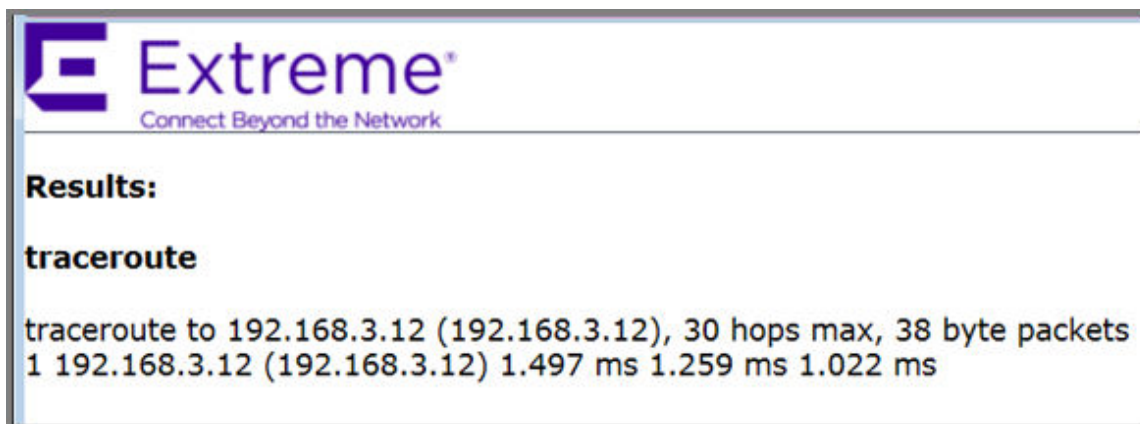 Extreme®
Connect Beyond the Network
Results:
traceroute
traceroute to 192.168.3.12 (192.168.3.12), 30 hops max, 38 byte packets
1 192.168.3.12 (192.168.3.12) 1.497 ms 1.259 ms 1.022 ms